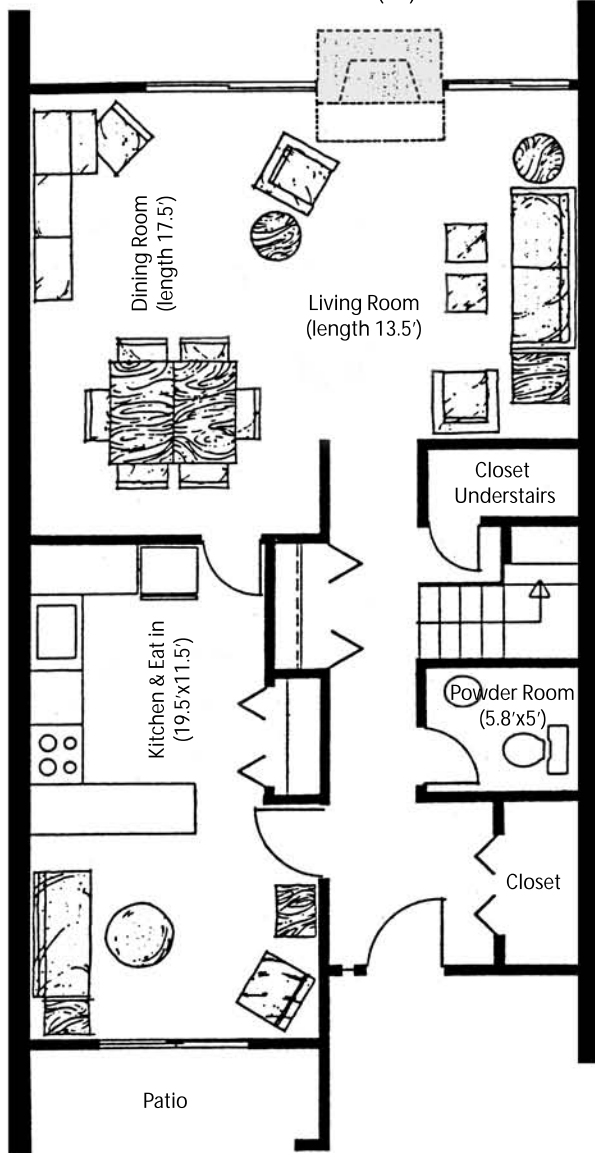 Dining Room
(length 17.5')
Living Room
(length 13.5')
Closet
Understairs
Kitchen & Eat in
(19.5'x11.5')
Powder Room
(5.8'x5')
Closet
Patio